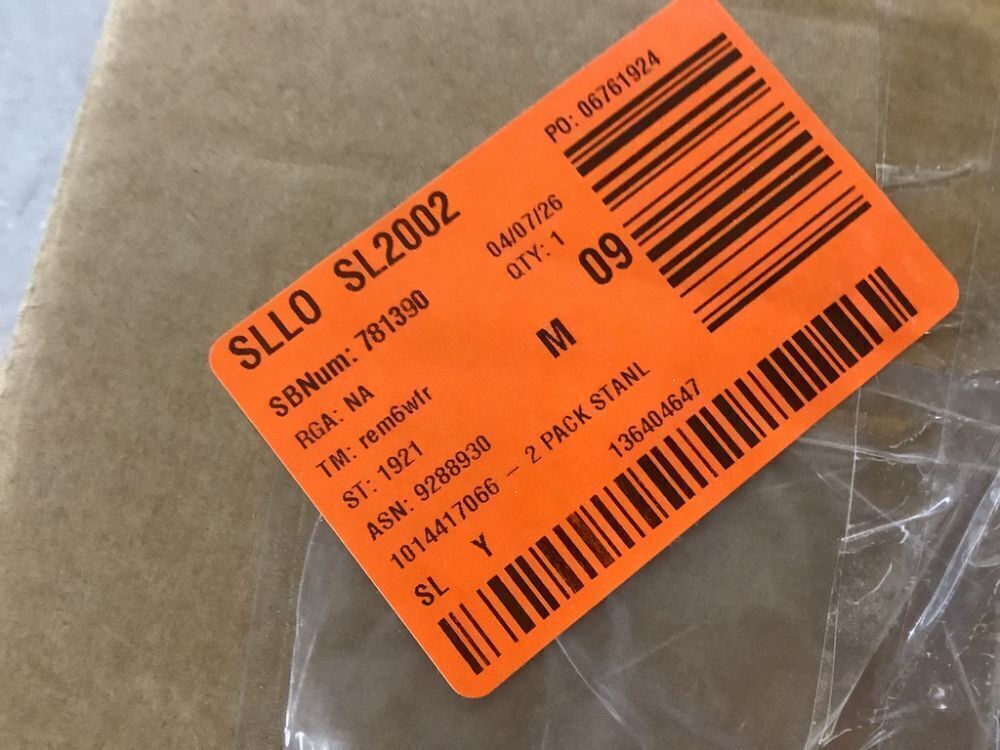 SLLO SL2002
PO: 06761924
SBNum: 781390
04/07/26
RGA: NA
QTY: 1
09
TM: rem6wfr
M
ST: 1921
ASN: 9288930
1014417066 – 2 PACK STANL
SL Y
136404647